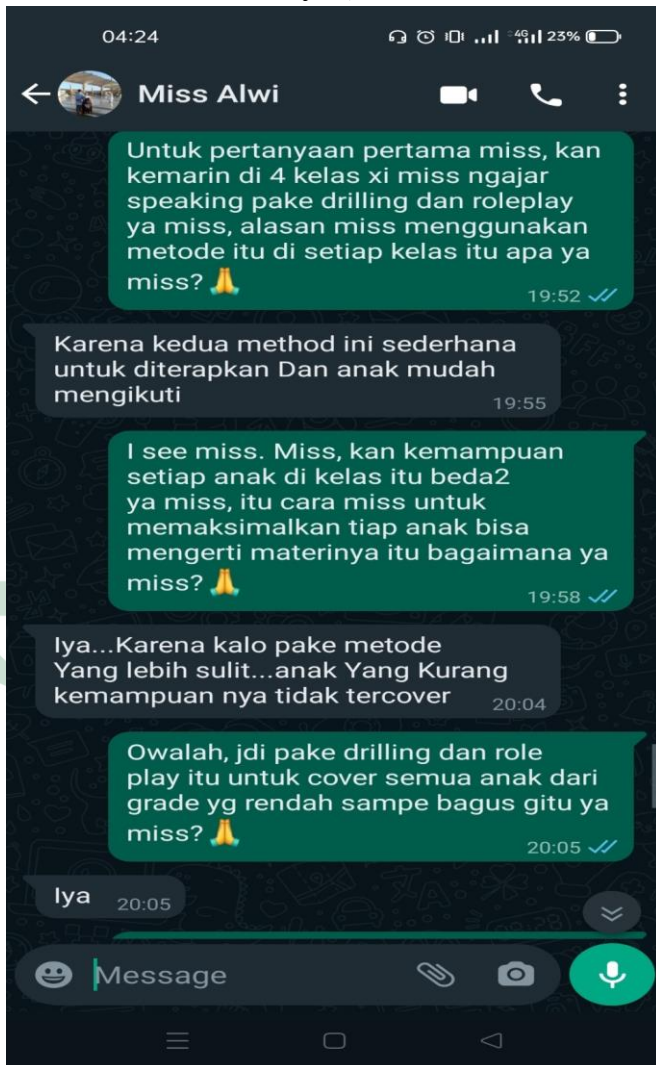 04:24 4G 23%
Miss Alwi
Untuk pertanyaan pertama miss, kan
kemarin di 4 kelas xi miss ngajar
speaking pake drilling dan roleplay
ya miss, alasan miss menggunakan
metode itu di setiap kelas itu apa ya
miss? 🙏
19:52
Karena kedua method ini sederhana
untuk diterapkan Dan anak mudah
mengikuti
19:55
I see miss. Miss, kan kemampuan
setiap anak di kelas itu beda2
ya miss, itu cara miss untuk
memaksimalkan tiap anak bisa
mengerti materinya itu bagaimana ya
miss? 🙏
19:58
Iya...Karena kalo pake metode
Yang lebih sulit...anak Yang Kurang
kemampuan nya tidak tercover
20:04
Owalah, jdi pake drilling dan role
play itu untuk cover semua anak dari
grade yg rendah sampe bagus gitu ya
miss? 🙏
20:05
Iya 20:05
Message